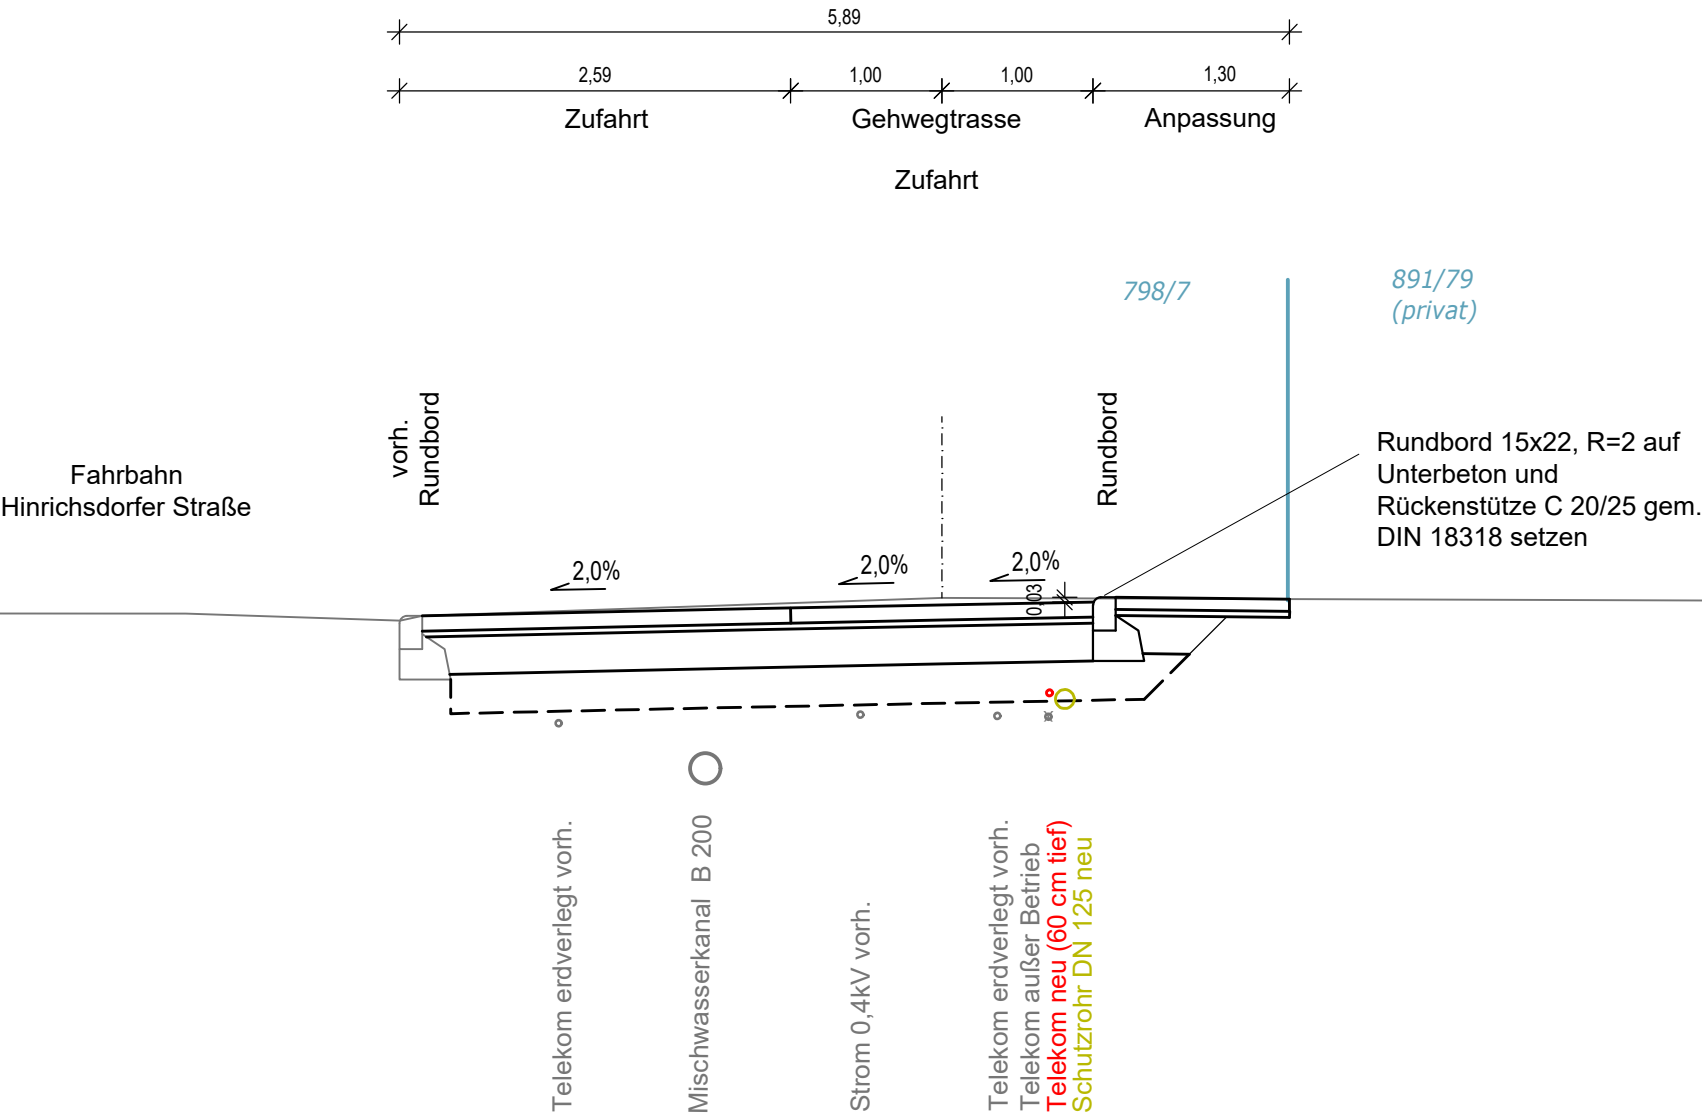 5,89
2,59
1,00
1,00
1,30
Zufahrt
Gehwegtrasse
Anpassung
Zufahrt
798/7
891/79
(privat)
vorh.
Rundbord
Rundbord
Fahrbahn
Hinrichsdorfer Straße
Rundbord 15x22, R=2 auf
Unterbeton und
Rückenstütze C 20/25 gem.
DIN 18318 setzen
2,0%
2,0%
2,0%
0,03
Telekom erdverlegt vorh.
Mischwasserkanal B 200
Strom 0,4kV vorh.
Telekom erdverlegt vorh.
Telekom außer Betrieb
Telekom neu (60 cm tief)
Schutzrohr DN 125 neu